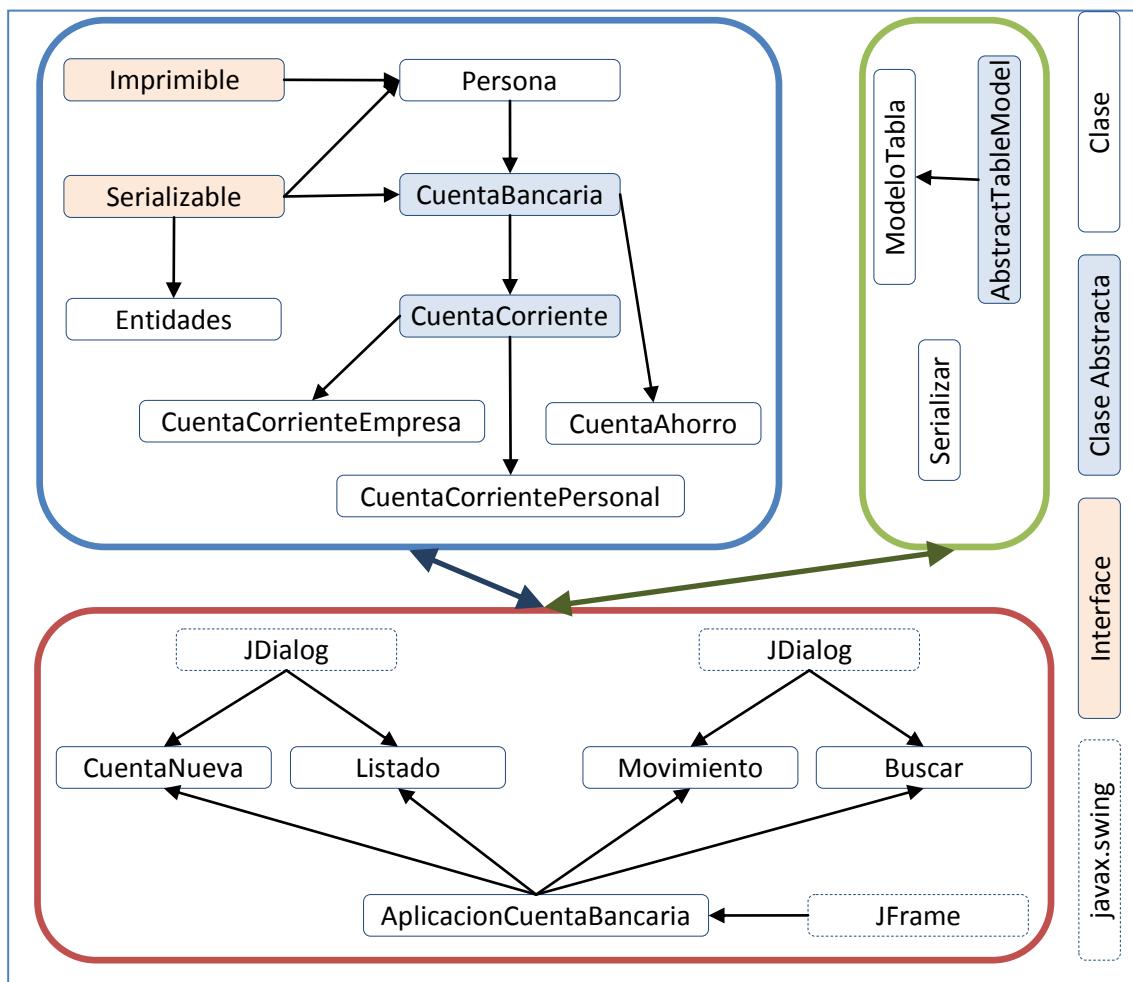 Imprimible
Persona
Serializable
CuentaBancaria
Entidades
CuentaCorriente
CuentaCorrienteEmpresa
CuentaAhorro
CuentaCorrientePersonal
ModeloTabla
AbstractTableModel
Serializar
Clase
Clase Abstracta
Interface
javax.swing
JDialog
JDialog
CuentaNueva
Listado
Movimiento
Buscar
AplicacionCuentaBancaria
JFrame